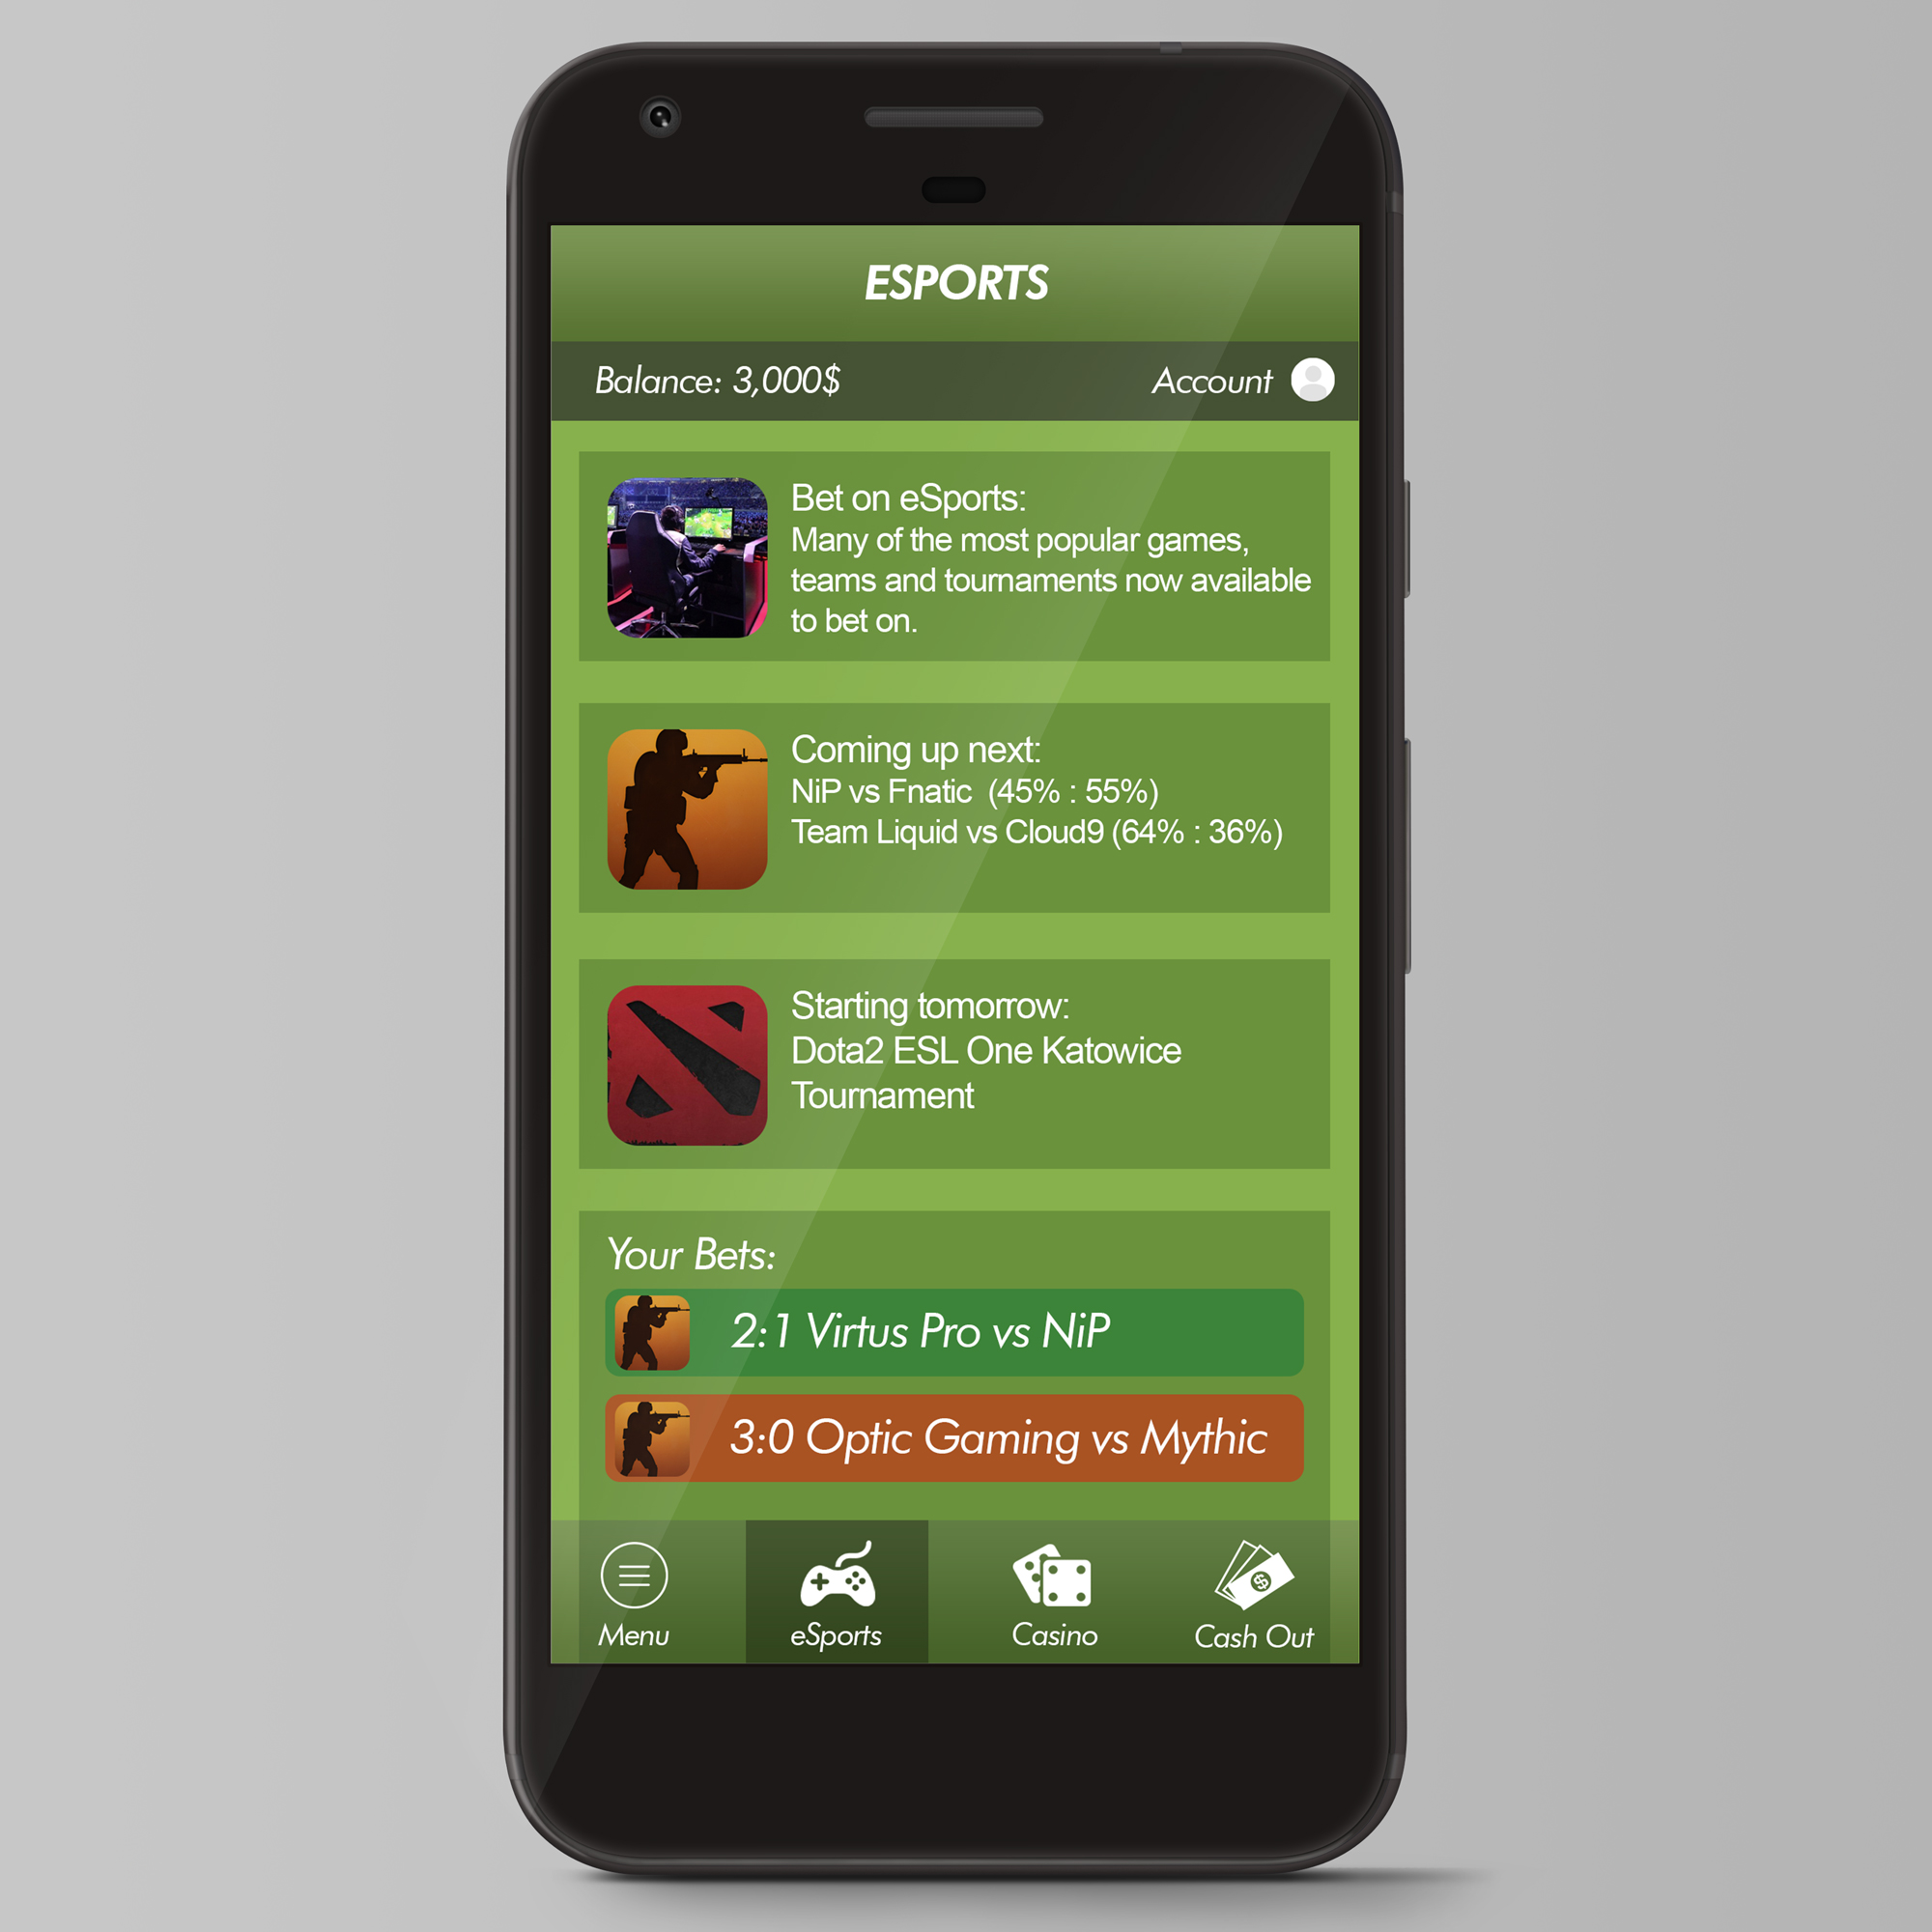 ESPORTS
Balance: 3,000$ Account
Bet on eSports:
Many of the most popular games,
teams and tournaments now available
to bet on.
Coming up next:
NiP vs Fnatic (45% : 55%)
Team Liquid vs Cloud9 (64% : 36%)
Starting tomorrow:
Dota2 ESL One Katowice
Tournament
Your Bets:
2:1 Virtus Pro vs NiP
3:0 Optic Gaming vs Mythic
Menu eSports Casino Cash Out